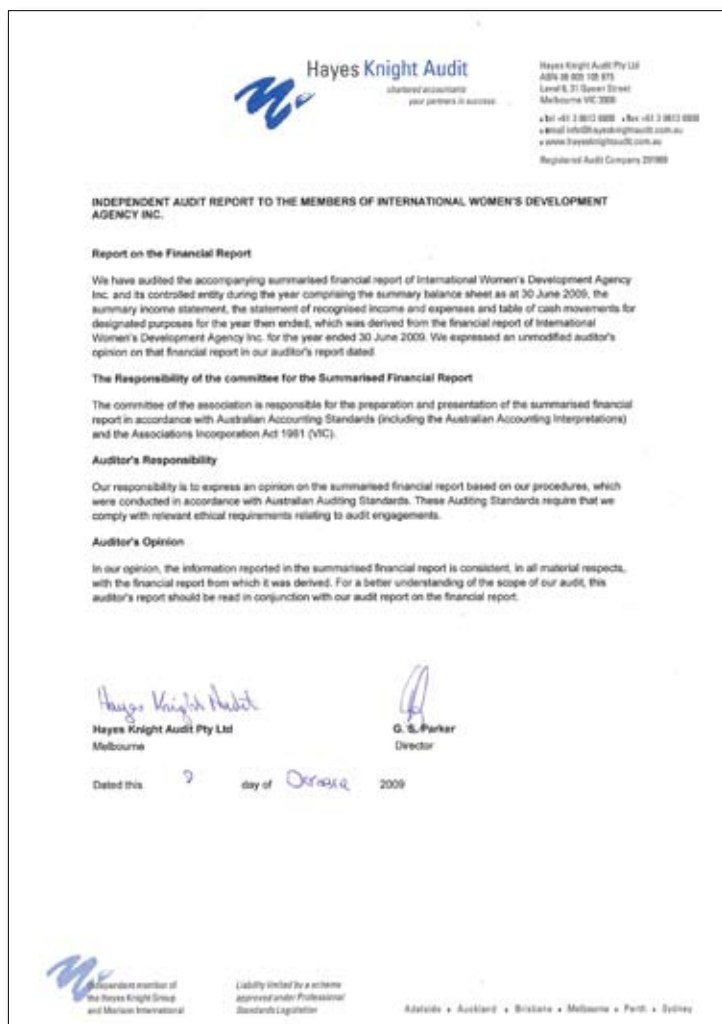 Hayes Knight Audit
chartered accountants
your partners in success
Hayes Knight Audit Pty Ltd
ABN
Level 8, 31 Queen Street
Melbourne VIC 3000
email info@hayesknightaudit.com.au
www.hayesknightaudit.com.au
Registered Audit Company
INDEPENDENT AUDIT REPORT TO THE MEMBERS OF INTERNATIONAL WOMEN'S DEVELOPMENT
AGENCY INC.
Report on the Financial Report
We have audited the accompanying summarised financial report of International Women's Development Agency
Inc. and its controlled entity during the year comprising the summary balance sheet as at 30 June 2009, the
summary income statement, the statement of recognised income and expenses and table of cash movements for
designated purposes for the year then ended, which was derived from the financial report of International
Women's Development Agency Inc. for the year ended 30 June 2009. We expressed an unmodified auditor's
opinion on that financial report in our auditor's report dated
The Responsibility of the committee for the Summarised Financial Report
The committee of the association is responsible for the preparation and presentation of the summarised financial
report in accordance with Australian Accounting Standards (including the Australian Accounting Interpretations)
and the Associations Incorporation Act 1981 (VIC).
Auditor's Responsibility
Our responsibility is to express an opinion on the summarised financial report based on our procedures, which
were conducted in accordance with Australian Auditing Standards. These Auditing Standards require that we
comply with relevant ethical requirements relating to audit engagements.
Auditor's Opinion
In our opinion, the information reported in the summarised financial report is consistent, in all material respects,
with the financial report from which it was derived. For a better understanding of the scope of our audit, this
auditor's report should be read in conjunction with our audit report on the financial report.
Hayes Knight Audit
Hayes Knight Audit Pty Ltd G. S. Parker
Melbourne Director
Dated this day of October 2009
Independent member of
the Hayes Knight Group
and Morison International
Liability limited by a scheme
approved under Professional
Standards Legislation
Adelaide • Auckland • Brisbane • Melbourne • Perth • Sydney